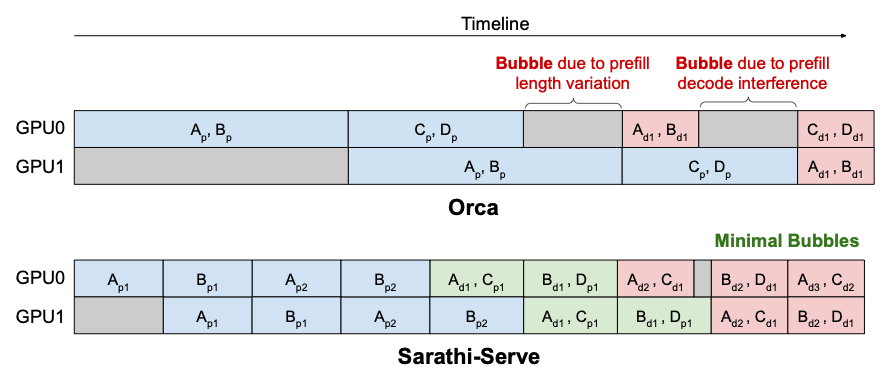 Timeline
Bubble due to prefill length variation
Bubble due to prefill decode interference
GPU0 Ap, Bp Cp, Dp Ad1, Bd1 Cd1, Dd1
GPU1 Ap, Bp Cp, Dp Ad1, Bd1
Orca
Minimal Bubbles
GPU0 Ap1 Bp1 Ap2 Bp2 Ad1, Cp1 Bd1, Dp1 Ad2, Cd1 Bd2, Dd1 Ad3, Cd2
GPU1 Ap1 Bp1 Ap2 Bp2 Ad1, Cp1 Bd1, Dp1 Ad2, Cd1 Bd2, Dd1
Sarathi-Serve